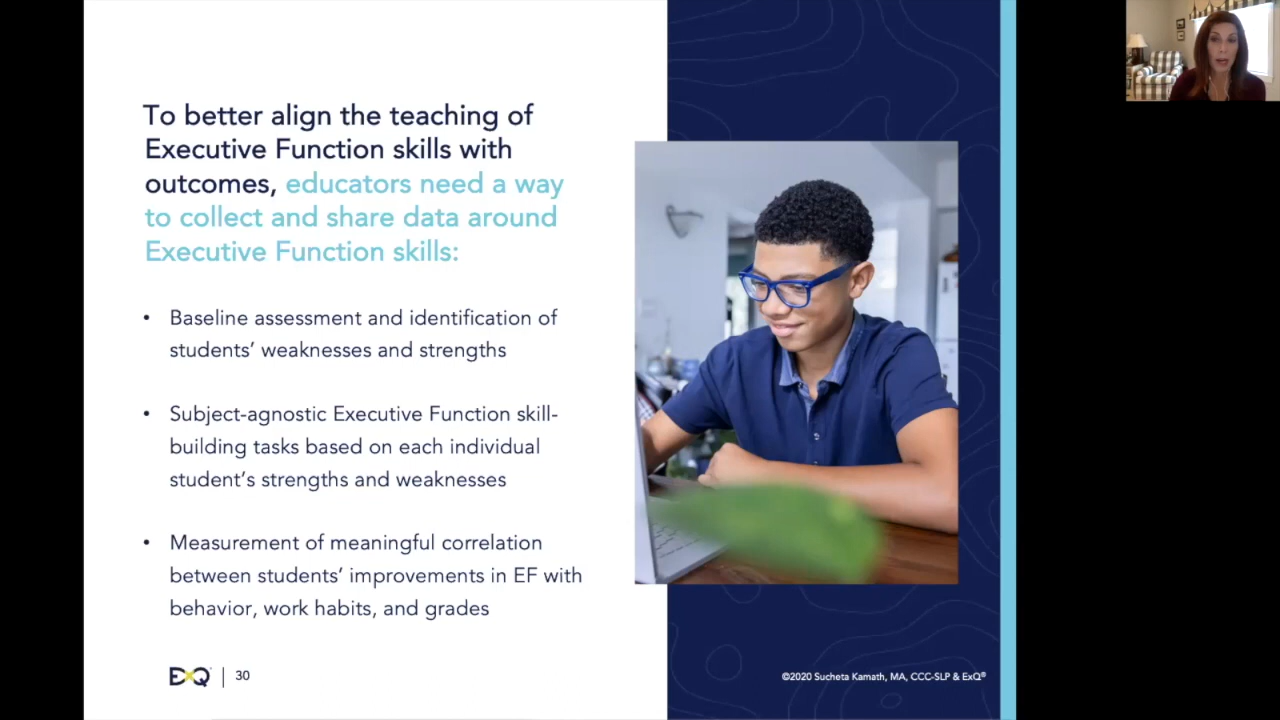 To better align the teaching of
Executive Function skills with
outcomes, educators need a way
to collect and share data around
Executive Function skills:
• Baseline assessment and identification of
students’ weaknesses and strengths
• Subject-agnostic Executive Function skill-
building tasks based on each individual
student’s strengths and weaknesses
• Measurement of meaningful correlation
between students’ improvements in EF with
behavior, work habits, and grades
ExQ | 30
©2020 Sucheta Kamath, MA, CCC-SLP & ExQ®